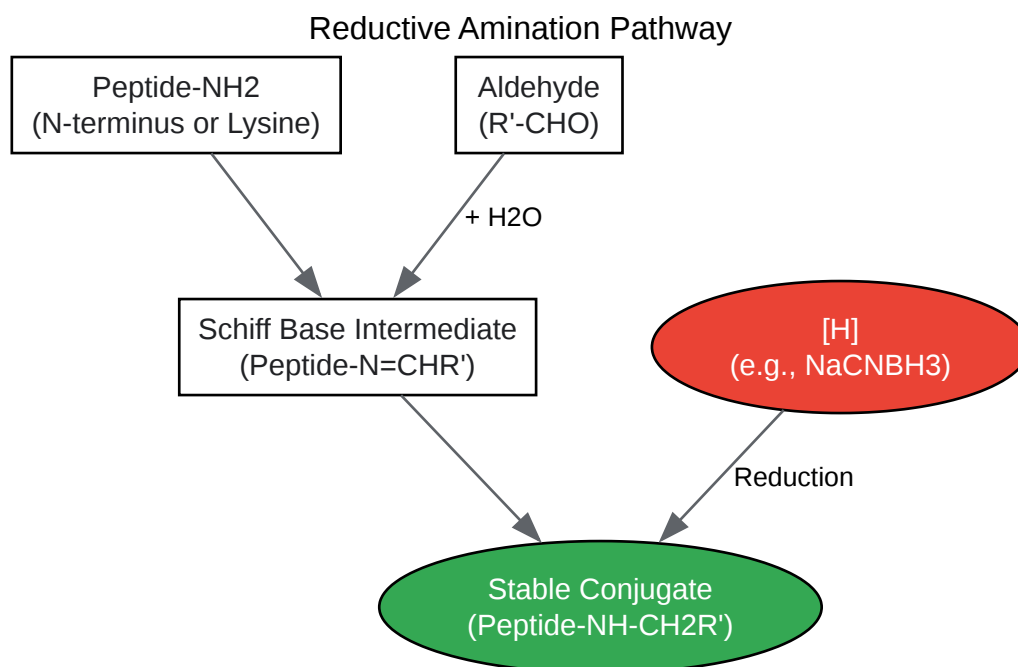 Reductive Amination Pathway
Peptide-NH2
(N-terminus or Lysine)
Aldehyde
(R'-CHO)
+ H2O
Schiff Base Intermediate
(Peptide-N=CHR')
[H]
(e.g., NaCNBH3)
Reduction
Stable Conjugate
(Peptide-NH-CH2R')